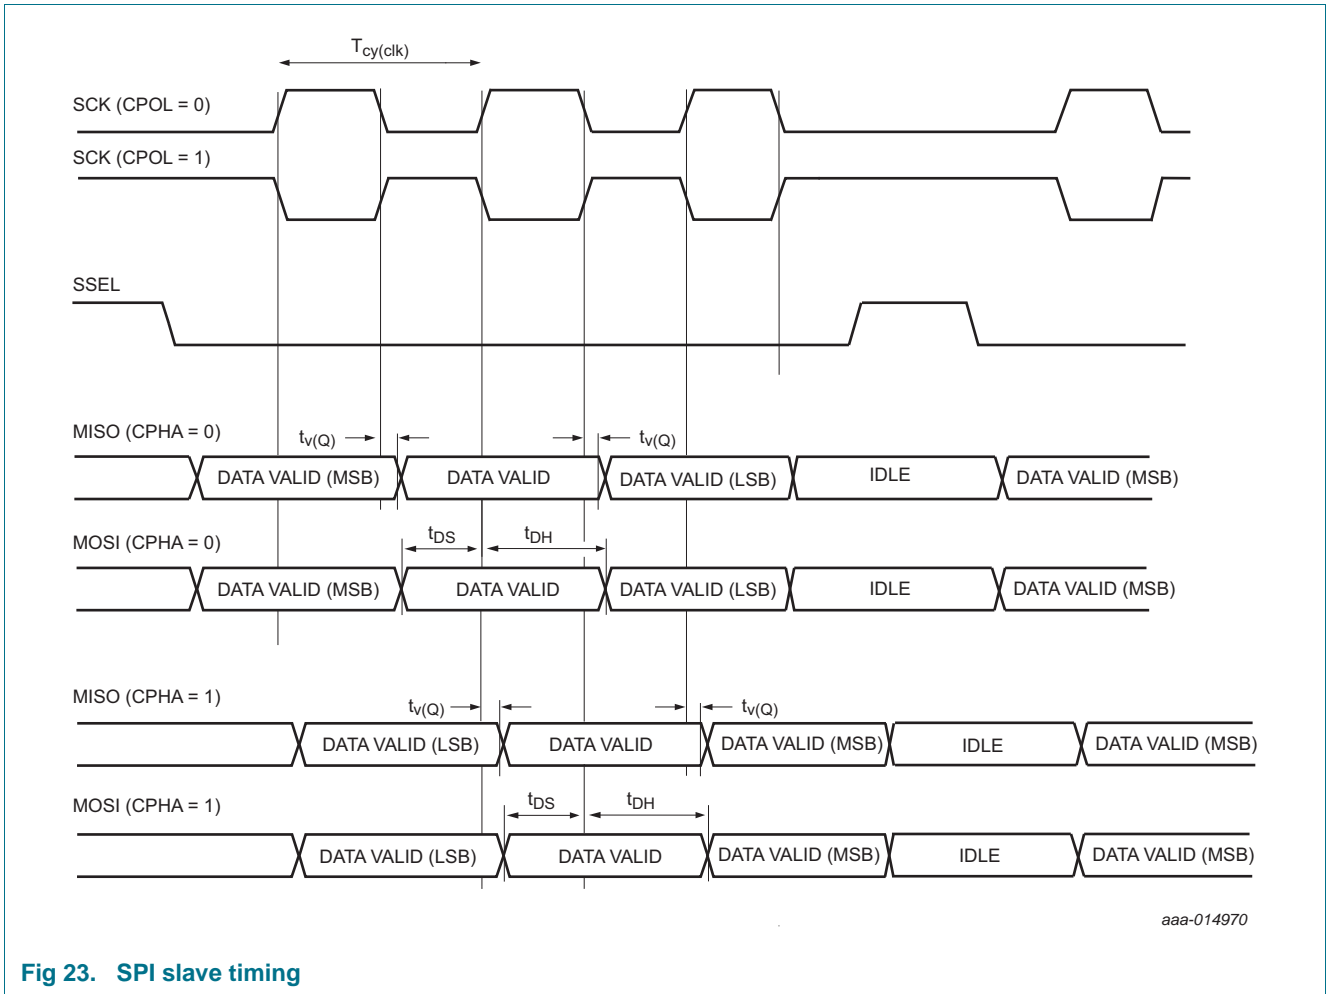 Tcy(clk)
SCK (CPOL = 0)
SCK (CPOL = 1)
SSEL
MISO (CPHA = 0)
tv(Q)
tv(Q)
DATA VALID (MSB)
DATA VALID
DATA VALID (LSB)
IDLE
DATA VALID (MSB)
MOSI (CPHA = 0)
tDS
tDH
DATA VALID (MSB)
DATA VALID
DATA VALID (LSB)
IDLE
DATA VALID (MSB)
MISO (CPHA = 1)
tv(Q)
tv(Q)
DATA VALID (LSB)
DATA VALID
DATA VALID (MSB)
IDLE
DATA VALID (MSB)
MOSI (CPHA = 1)
tDS
tDH
DATA VALID (LSB)
DATA VALID
DATA VALID (MSB)
IDLE
DATA VALID (MSB)
aaa-014970
Fig 23. SPI slave timing